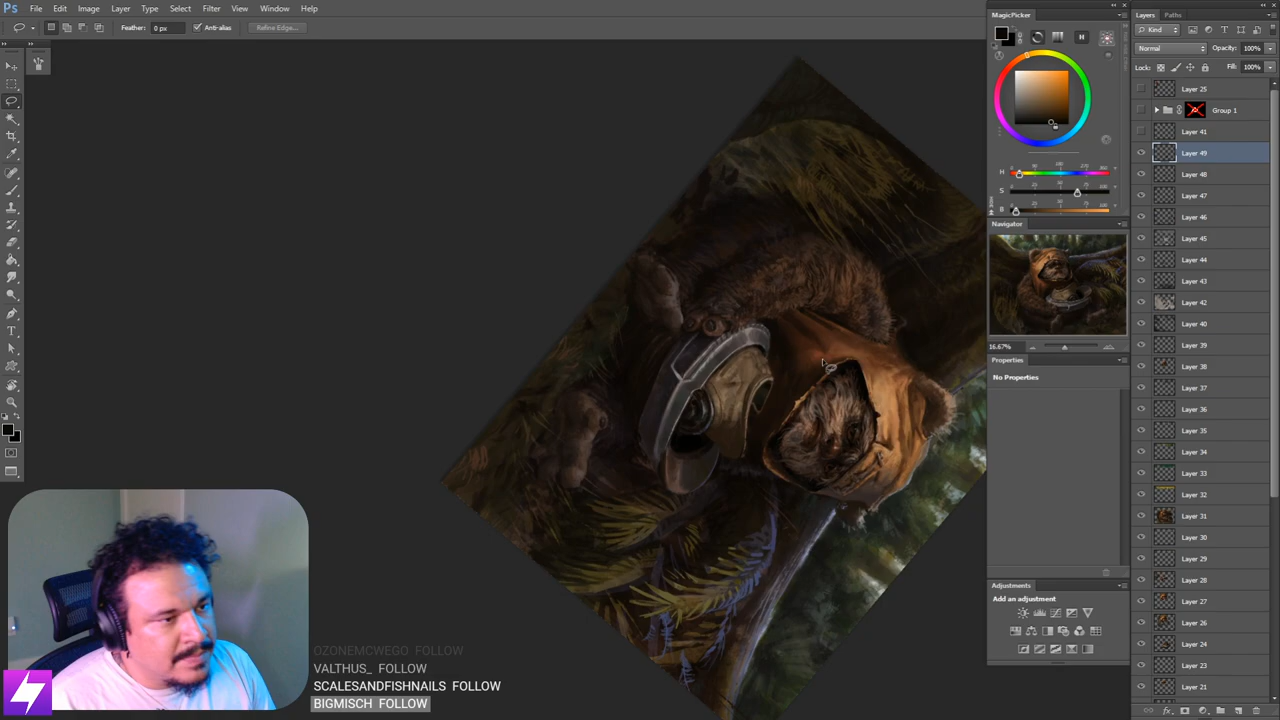 Ps File Edit Image Layer Type Select Filter View Window Help
Feather: 0 px Anti-alias Refine Edge...
MagicPicker
H
H
S
B
Navigator
16.67%
Properties
No Properties
Adjustments
Add an adjustment
Layers Paths
Kind
Normal Opacity: 100%
Lock: Fill: 100%
Layer 25
Group 1
Layer 41
Layer 49
Layer 48
Layer 47
Layer 46
Layer 45
Layer 44
Layer 43
Layer 42
Layer 40
Layer 39
Layer 38
Layer 37
Layer 36
Layer 35
Layer 34
Layer 33
Layer 32
Layer 31
Layer 30
Layer 29
Layer 28
Layer 27
Layer 26
Layer 24
Layer 23
Layer 21
OZONEMCWEGO FOLLOW
VALTHUS_ FOLLOW
SCALESANDFISHNAILS FOLLOW
BIGMISCH FOLLOW